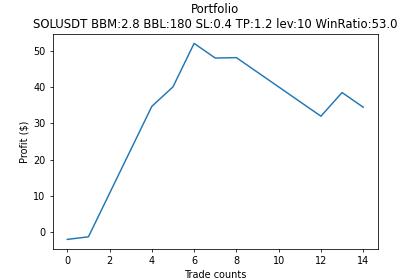 Portfolio
SOLUSDT BBM:2.8 BBL:180 SL:0.4 TP:1.2 lev:10 WinRatio:53.0
50
40
30
20
10
0
Profit ($)
0 2 4 6 8 10 12 14
Trade counts